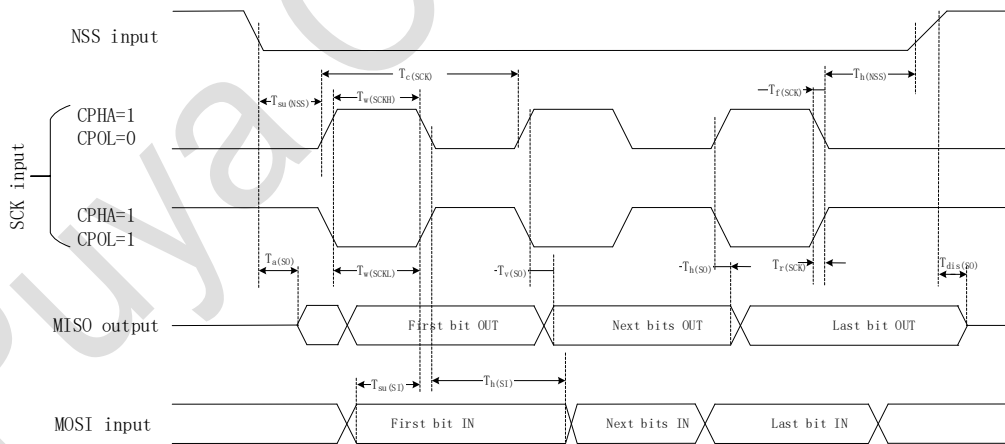 NSS input
Tc(SCK)
Th(NSS)
Tsu(NSS)
Tw(SCKH)
Tf(SCK)
CPHA=1
CPOL=0
SCK input
CPHA=1
CPOL=1
Ta(SO)
Tw(SCKL)
Tv(SO)
Th(SO)
Tr(SCK)
Tdis(SO)
MISO output
First bit OUT
Next bits OUT
Last bit OUT
Tsu(SI)
Th(SI)
MOSI input
First bit IN
Next bits IN
Last bit IN
Puya C